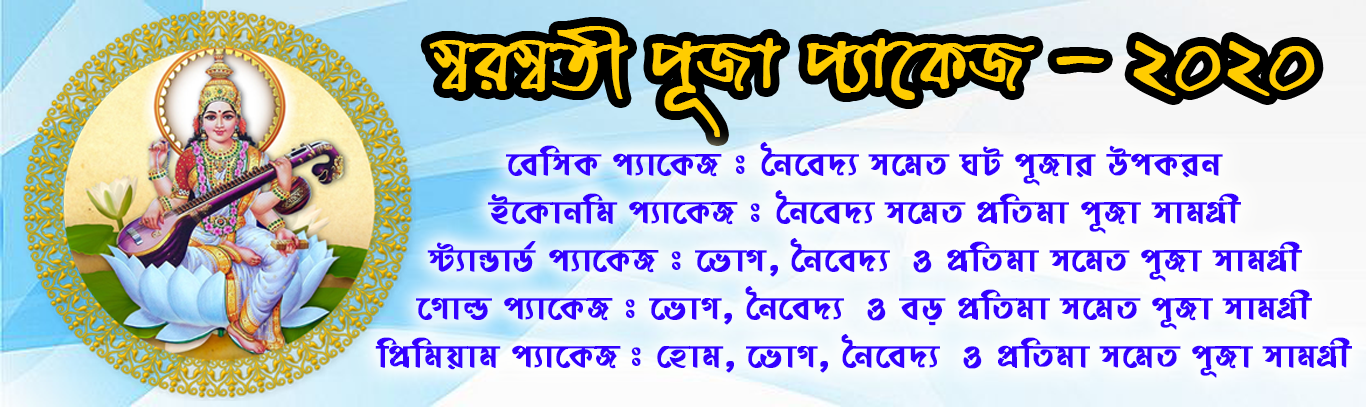 স্বরস্বতী পূজা প্যাকেজ - ২০২০
বেসিক প্যাকেজ : নৈবেদ্য সমেত ঘট পূজার উপকরন
ইকোনমি প্যাকেজ : নৈবেদ্য সমেত প্রতিমা পূজা সামগ্রী
স্ট্যান্ডার্ড প্যাকেজ : ভোগ, নৈবেদ্য ও প্রতিমা সমেত পূজা সামগ্রী
গোল্ড প্যাকেজ : ভোগ, নৈবেদ্য ও বড় প্রতিমা সমেত পূজা সামগ্রী
প্রিমিয়াম প্যাকেজ : হোম, ভোগ, নৈবেদ্য ও প্রতিমা সমেত পূজা সামগ্রী